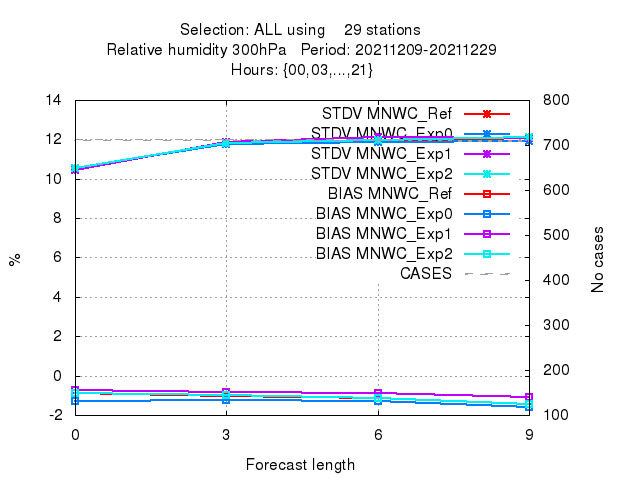 Selection: ALL using 29 stations
Relative humidity 300hPa Period: 20211209-20211229
Hours: {00,03,...,21}
14 800
12 700
10 600
8 500
6 400
4 300
2 200
0 100
-2
%
No cases
STDV MNWC_Ref
STDV MNWC_Exp0
STDV MNWC_Exp1
STDV MNWC_Exp2
BIAS MNWC_Ref
BIAS MNWC_Exp0
BIAS MNWC_Exp1
BIAS MNWC_Exp2
CASES
0 3 6 9
Forecast length